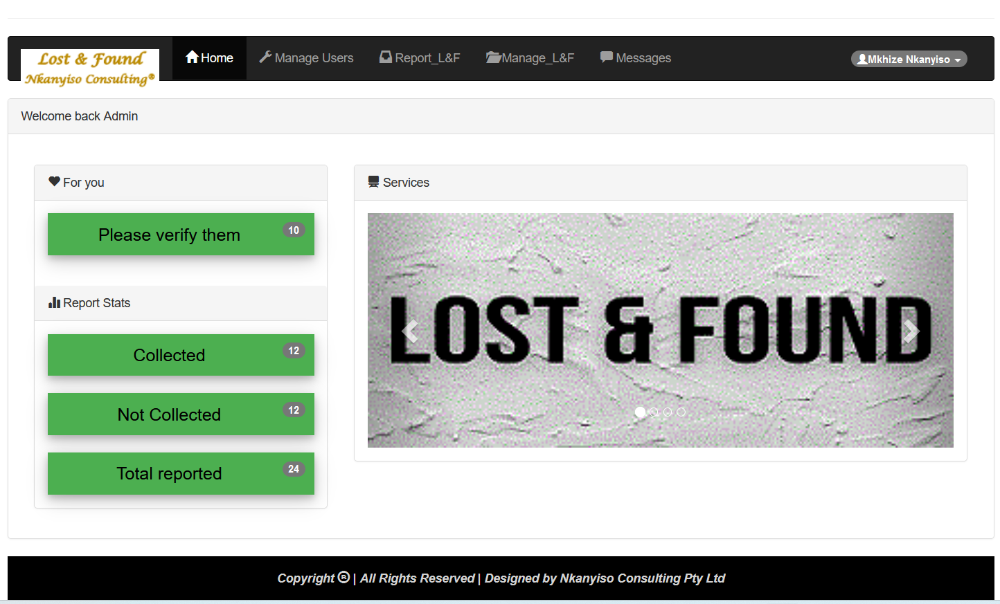 Lost & Found
Nkanyiso Consulting®
Home
Manage Users
Report_L&F
Manage_L&F
Messages
Mkhize Nkanyiso
Welcome back Admin
For you
Please verify them
10
Report Stats
Collected
12
Not Collected
12
Total reported
24
Services
LOST & FOUND
Copyright ® | All Rights Reserved | Designed by Nkanyiso Consulting Pty Ltd